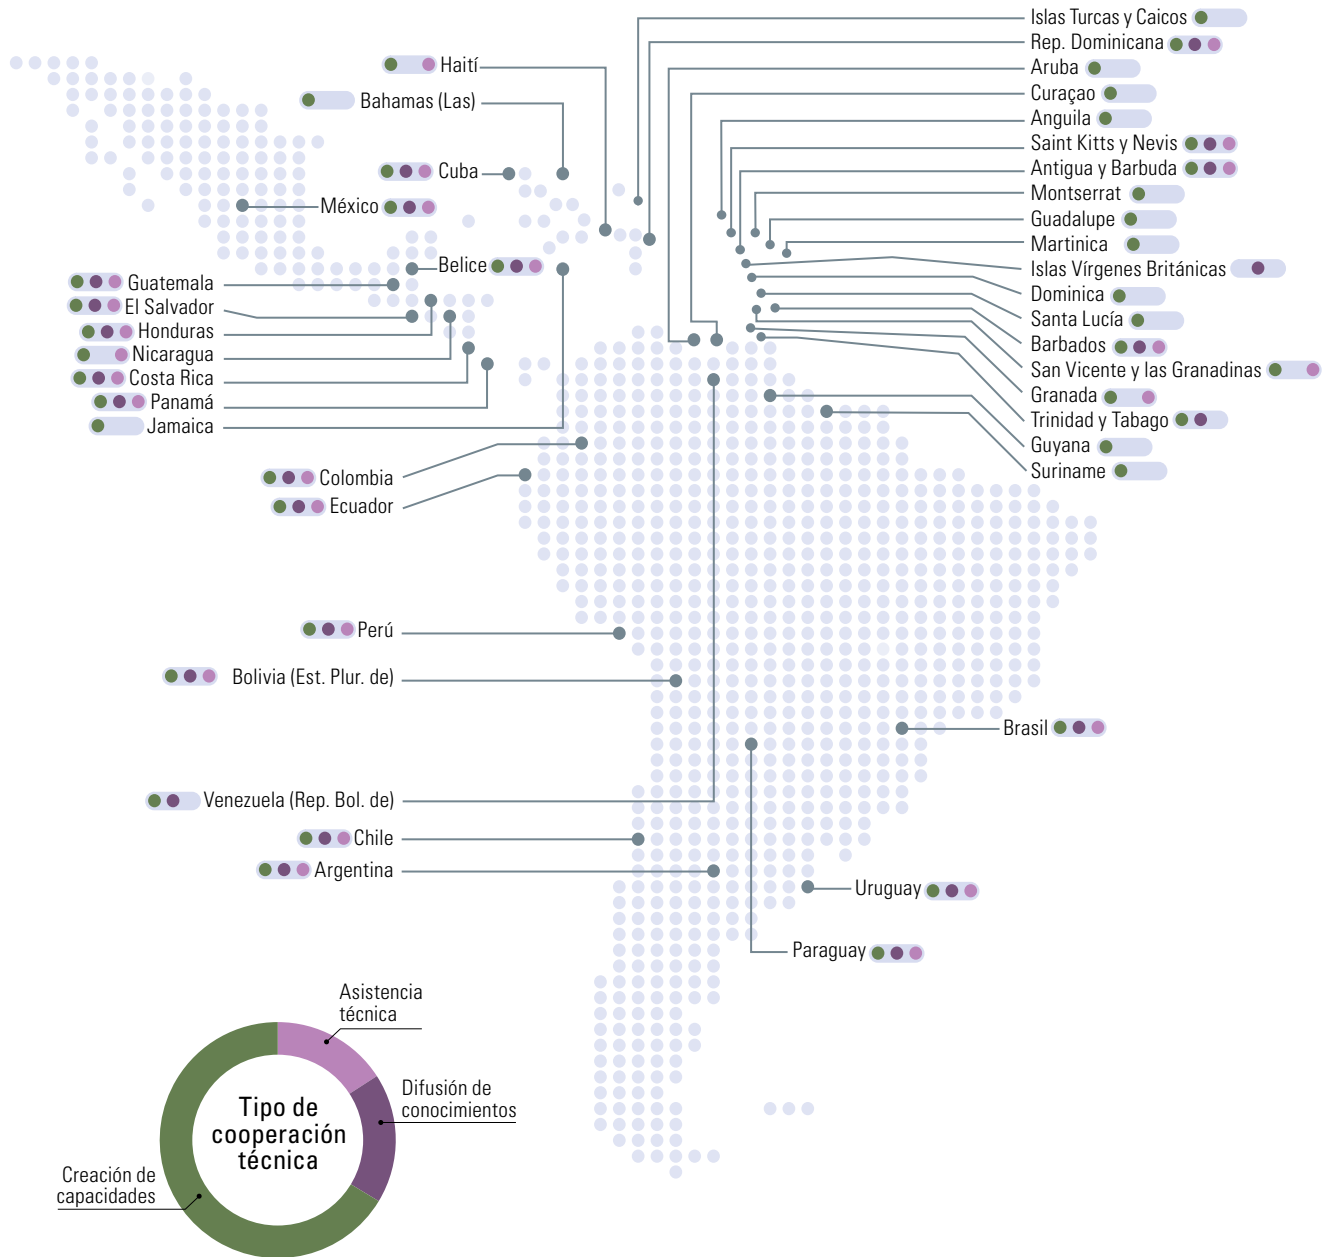 Haití
Bahamas (Las)
Cuba
México
Belice
Guatemala
El Salvador
Honduras
Nicaragua
Costa Rica
Panamá
Jamaica
Colombia
Ecuador
Perú
Bolivia (Est. Plur. de)
Venezuela (Rep. Bol. de)
Chile
Argentina
Islas Turcas y Caicos
Rep. Dominicana
Aruba
Curaçao
Anguila
Saint Kitts y Nevis
Antigua y Barbuda
Montserrat
Guadalupe
Martinica
Islas Vírgenes Británicas
Dominica
Santa Lucía
Barbados
San Vicente y las Granadinas
Granada
Trinidad y Tabago
Guyana
Suriname
Brasil
Uruguay
Paraguay
Asistencia
técnica
Difusión de
conocimientos
Tipo de
cooperación
técnica
Creación de
capacidades